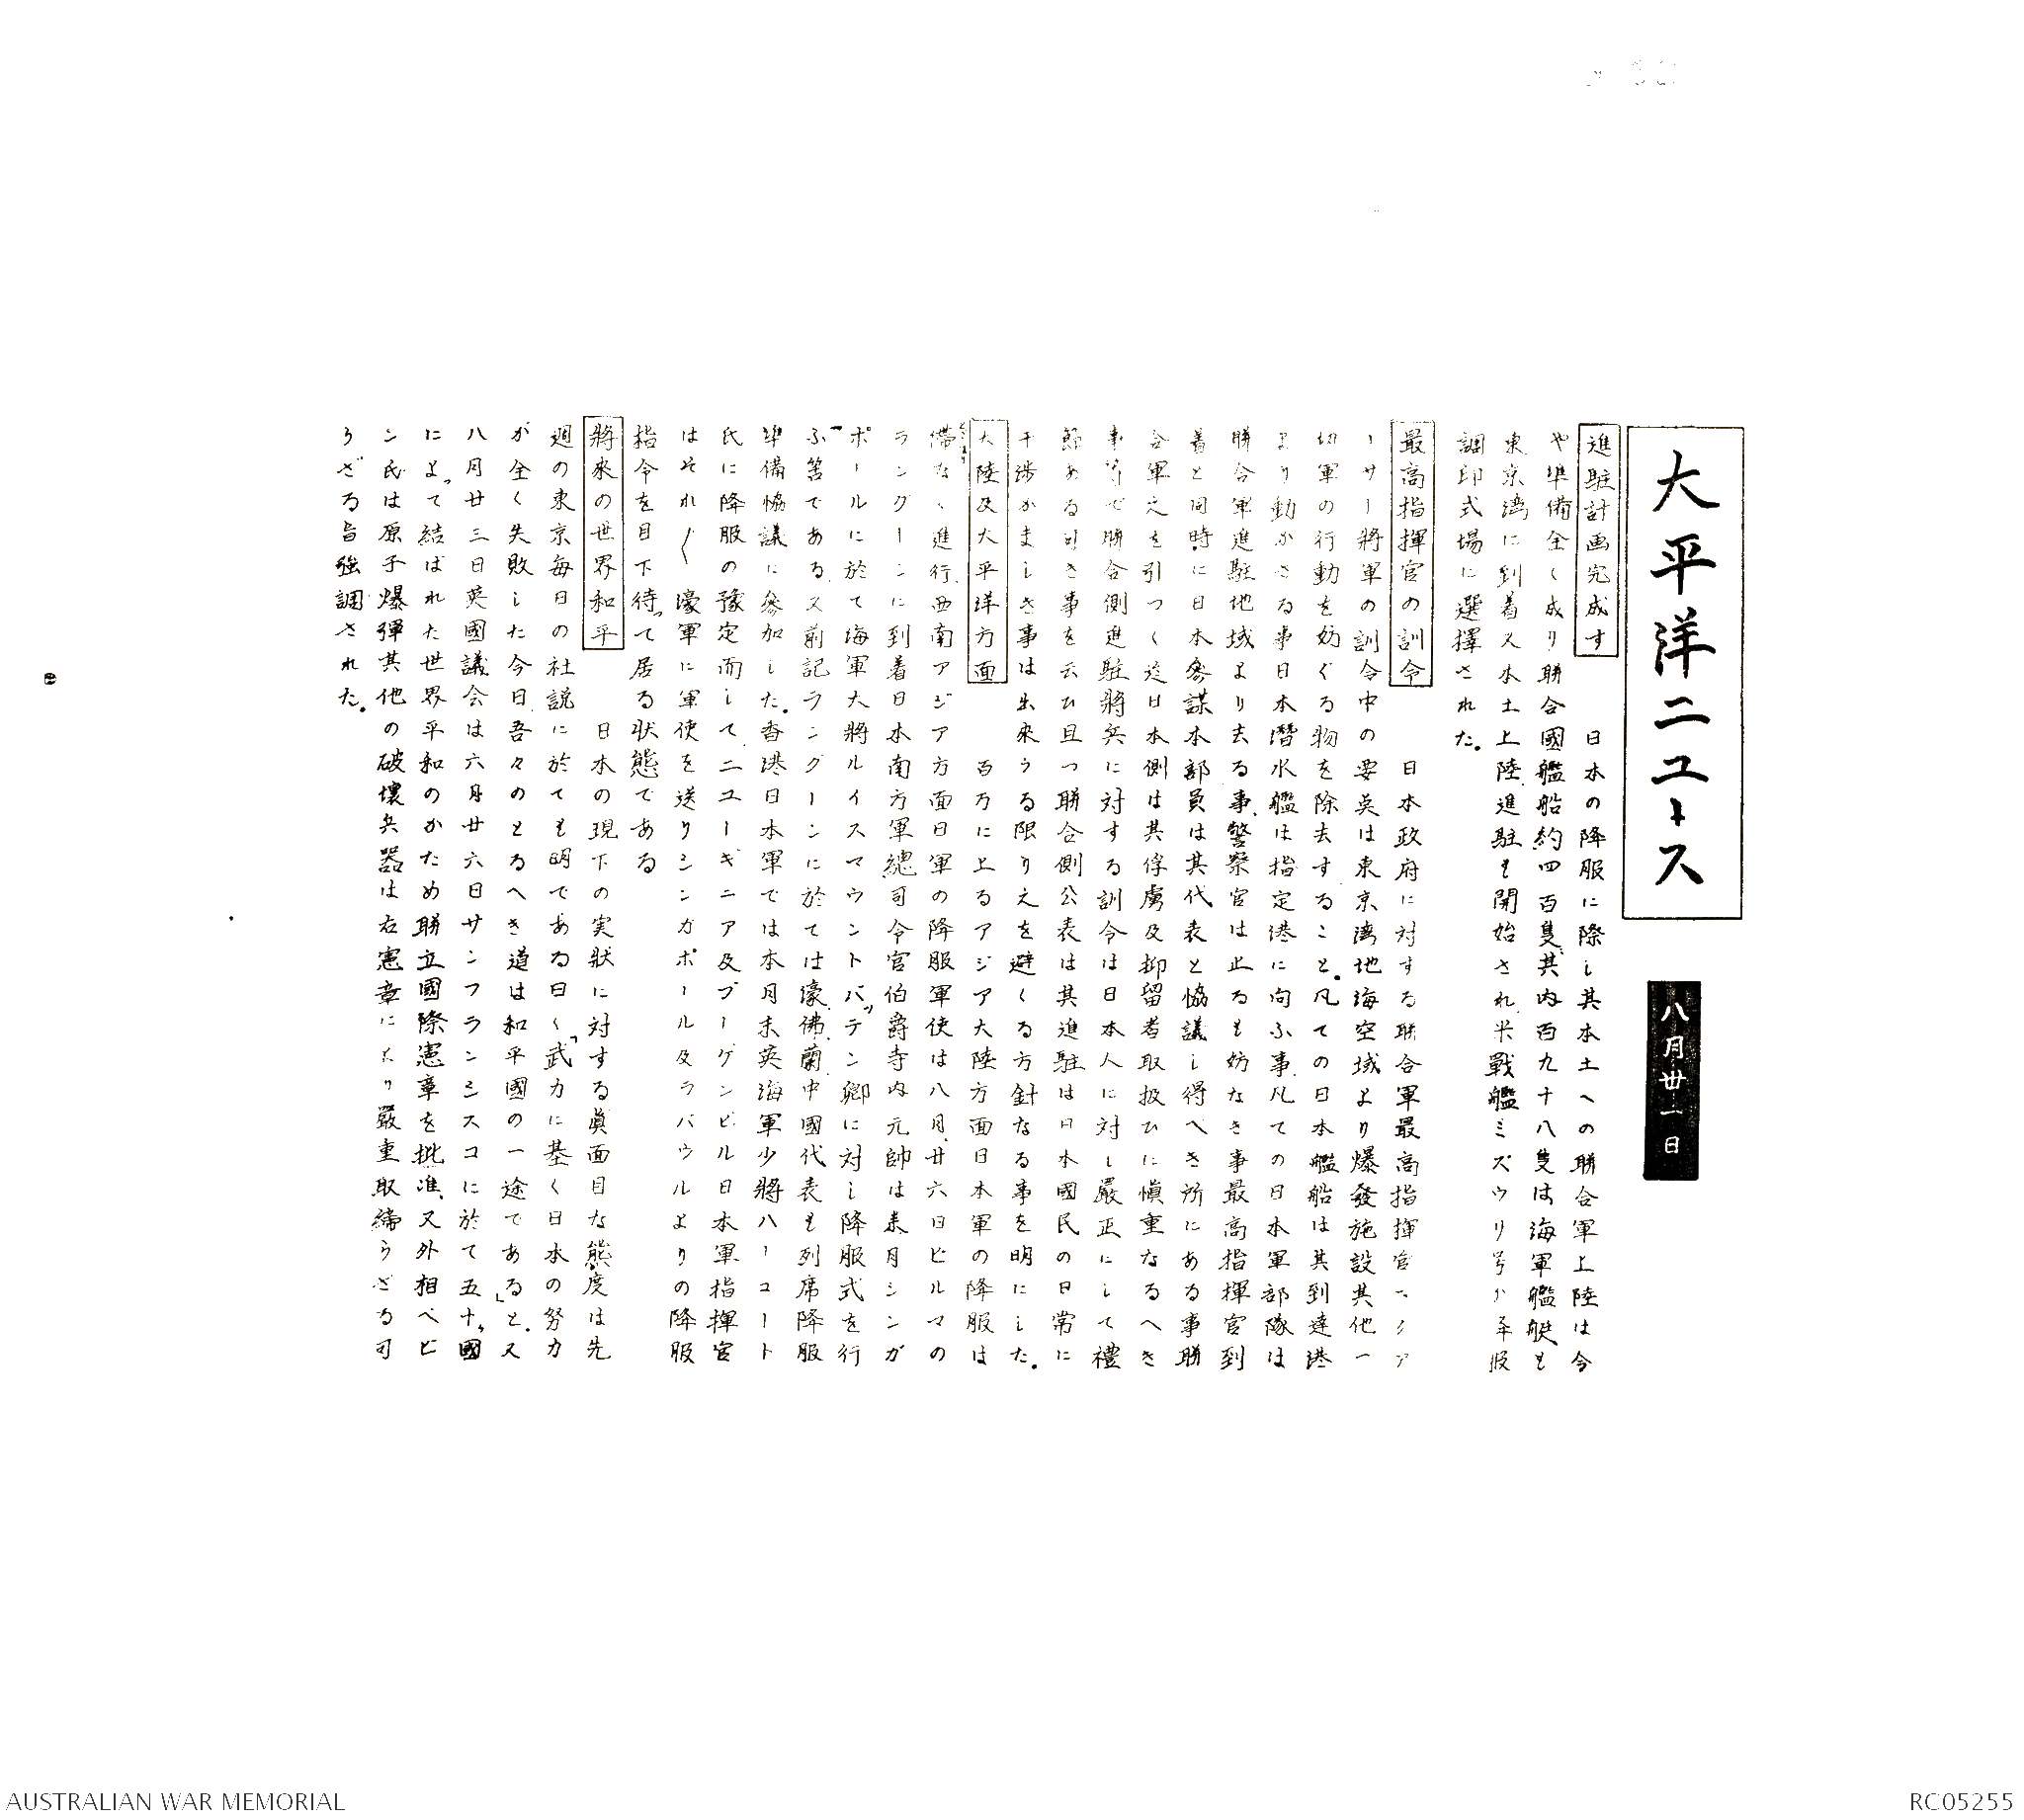 大平洋ニユース
八月丗一日
進駐計画完成す
日本の降服に際し其本土への聯合軍上陸は今
や準備全く成り聯合國艦船約四百隻、其内百九十八隻は海軍艦艇も
東京湾に到着又本土上陸、進駐も開始され米戰艦ミズウリ号が降服
調印式場に選擇された。
最高指揮官の訓令
日本政府に対する聯合軍最高指揮官マクア
ーサー將軍の訓令中の要奌は東京湾地海空域より爆發施設其他一
切軍の行動を妨ぐる物を除去すること。凡ての日本艦船は其到達港
より動かさる事日本潛水艦は指定港に向ふ事、凡ての日本軍部隊は
聯合軍進駐地域より去る事、警察官は止るも妨なき事最高指揮官到
着と同時に日本參謀本部員は其代表と恊議し得へき所にある事聯
合軍之を引つく迄日本側は其俘虜及抑留者取扱ひに愼重なるへき
事等で聯合側進駐將兵に対する訓令は日本人に対し嚴正にして禮
節ある可き事を云ひ且つ聯合側公表は其進駐は日本國民の日常に
干渉がましき事は出來うる限り之を避くる方針なる事を明にした。
大陸及大平洋方面
百万に上るアジア大陸方面日本軍の降服は
滞なく進行、西南アジア方面日軍の降服軍使は八月廿六日ビルマの
ラングーンに到着日本南方軍總司令官伯爵寺内元帥は来月シンガ
ポールに於て海軍大將ルイスマウントバッテン郷に対し降服式を行
ふ筈である、又前記ラングーンに於ては濠、佛、蘭、中國代表も列席降服
準備恊議に參加した。香港日本軍では本月末英海軍少將ハーコート
氏に降服の豫定而して、ニユーギニア及ブーゲンビル日本軍指揮官
はそれ〲濠軍に軍使を送りシンガポール及ラバウルよりの降服
指令を目下待って居る状態である
將來の世界和平
日本の現下の実狀に対する眞面目な態度は先
週の東京每日の社説に於ても明である曰く「武力に基く日本の努力
が全く失敗した今日、吾々のとるへき道は和平國の一途である」と。又
八月廿三日英國議会は六月廿六日サンフランシスコに於て五十ヶ國
によって結ばれた世界平和のかため聯立國際憲章を批准、又外相ベビ
ン氏は原子爆彈其他の破壊兵器は右憲章により嚴重取締らざる可
らざる旨強調された。
AUSTRALIAN WAR MEMORIAL
RC05255